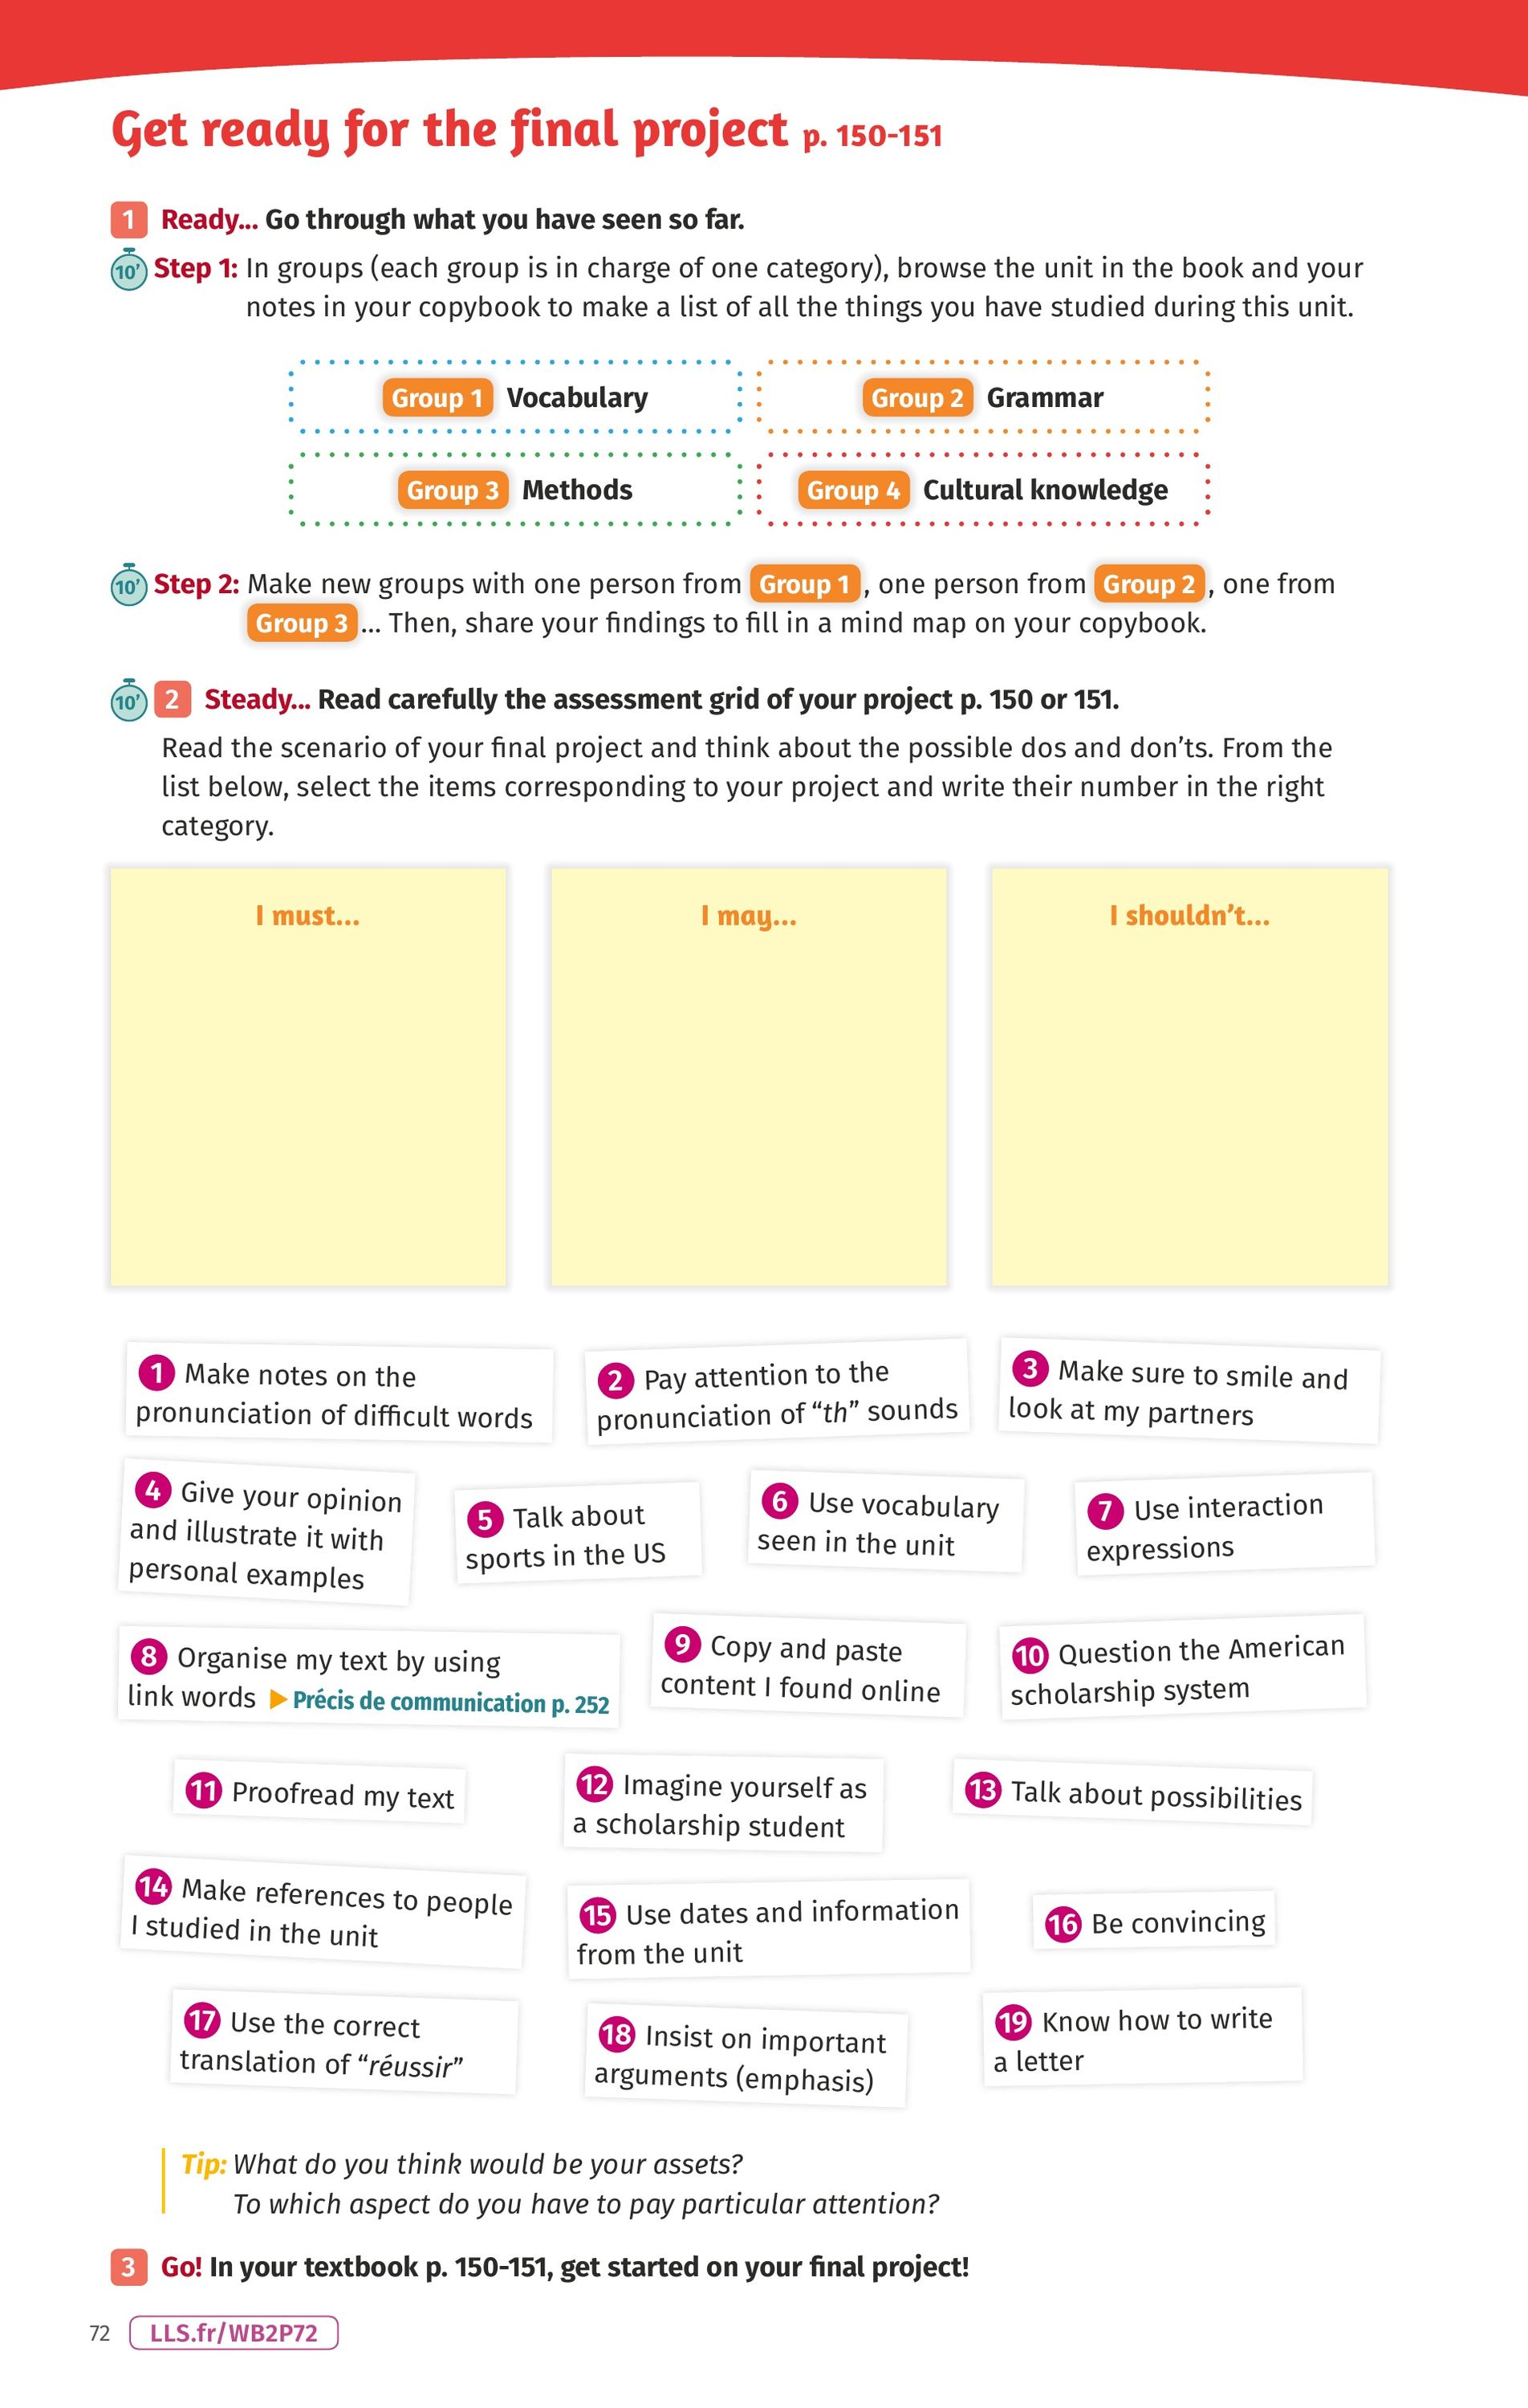 Get ready for the final project p. 150-151
1 Ready... Go through what you have seen so far.
10' Step 1: In groups (each group is in charge of one category), browse the unit in the book and your
notes in your copybook to make a list of all the things you have studied during this unit.
Group 1 Vocabulary
Group 2 Grammar
Group 3 Methods
Group 4 Cultural knowledge
10' Step 2: Make new groups with one person from Group 1, one person from Group 2, one from
Group 3... Then, share your findings to fill in a mind map on your copybook.
10' 2 Steady... Read carefully the assessment grid of your project p. 150 or 151.
Read the scenario of your final project and think about the possible dos and don'ts. From the
list below, select the items corresponding to your project and write their number in the right
category.
I must...
I may...
I shouldn't...
1 Make notes on the
pronunciation of difficult words
2 Pay attention to the
pronunciation of "th" sounds
3 Make sure to smile and
look at my partners
4 Give your opinion
and illustrate it with
personal examples
5 Talk about
sports in the US
6 Use vocabulary
seen in the unit
7 Use interaction
expressions
8 Organise my text by using
link words ▶ Précis de communication p. 252
9 Copy and paste
content I found online
10 Question the American
scholarship system
11 Proofread my text
12 Imagine yourself as
a scholarship student
13 Talk about possibilities
14 Make references to people
I studied in the unit
15 Use dates and information
from the unit
16 Be convincing
17 Use the correct
translation of "réussir"
18 Insist on important
arguments (emphasis)
19 Know how to write
a letter
Tip: What do you think would be your assets?
To which aspect do you have to pay particular attention?
3 Go! In your textbook p. 150-151, get started on your final project!
72 LLS.fr/WB2P72